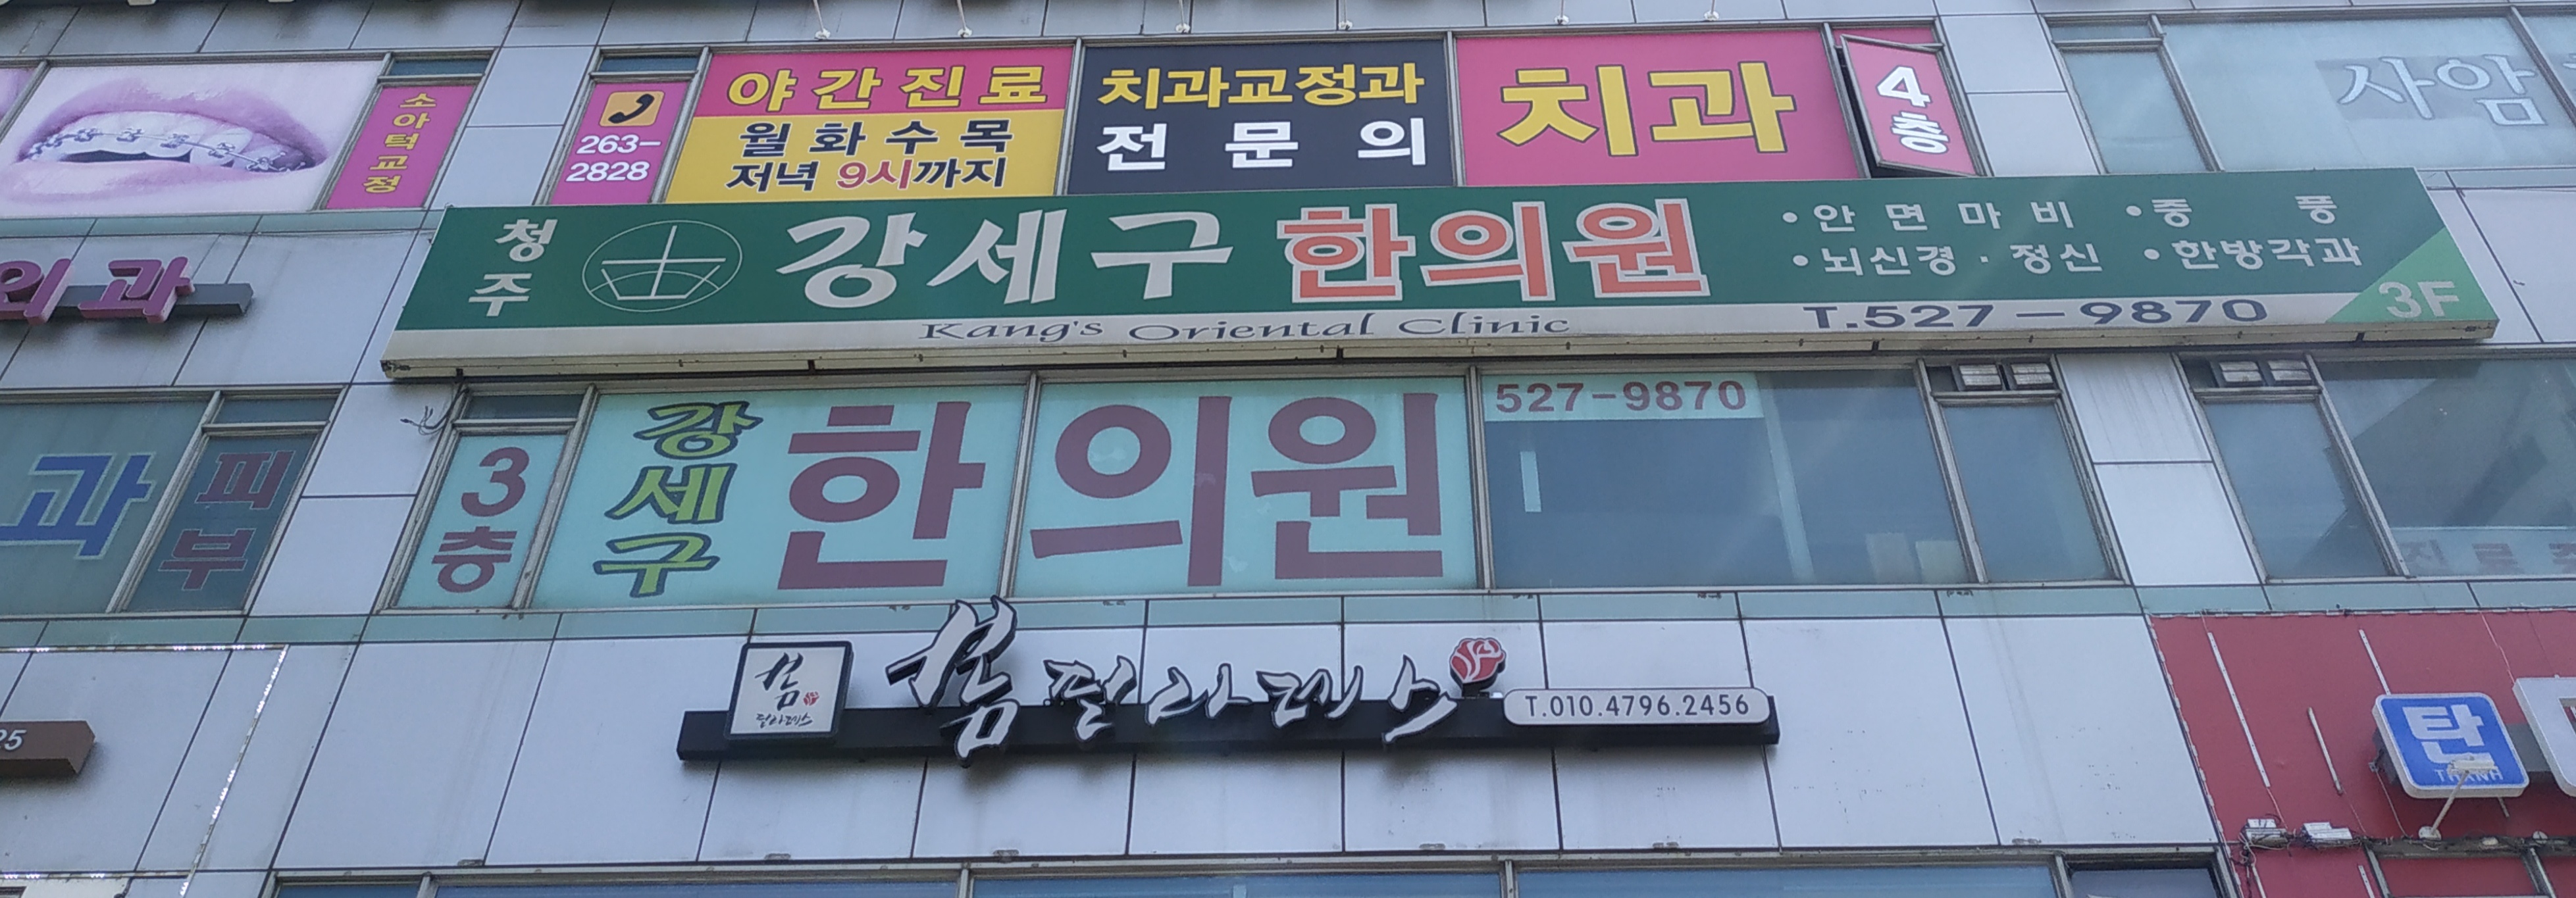 소아턱교정
263-
2828
야간진료
월화수목
저녁 9시까지
치과교정과
전문의
치과
4층
사암
청주
강세구한의원
•안면마비 •중풍
•뇌신경·정신 •한방각과
Kang's Oriental Clinic
T.527-9870
3F
외과
과
피부
3층
강세구
한의원
527-9870
진료
봄
봄 필라테스
T.010.4796.2456
25
탄